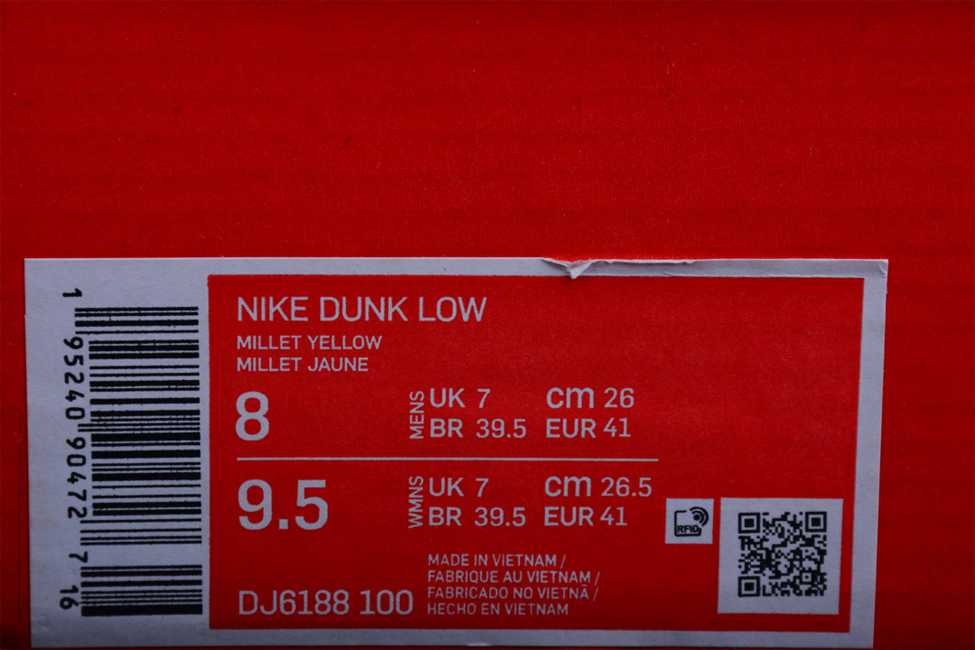 NIKE DUNK LOW
MILLET YELLOW
MILLET JAUNE
8
MENS
UK 7 cm 26
BR 39.5 EUR 41
9.5
WMNS
UK 7 cm 26.5
BR 39.5 EUR 41
RFID
MADE IN VIETNAM /
FABRIQUE AU VIETNAM /
FABRICADO NO VIETNÃ /
HECHO EN VIETNAM
DJ6188 100
1 95240 90472 7 16